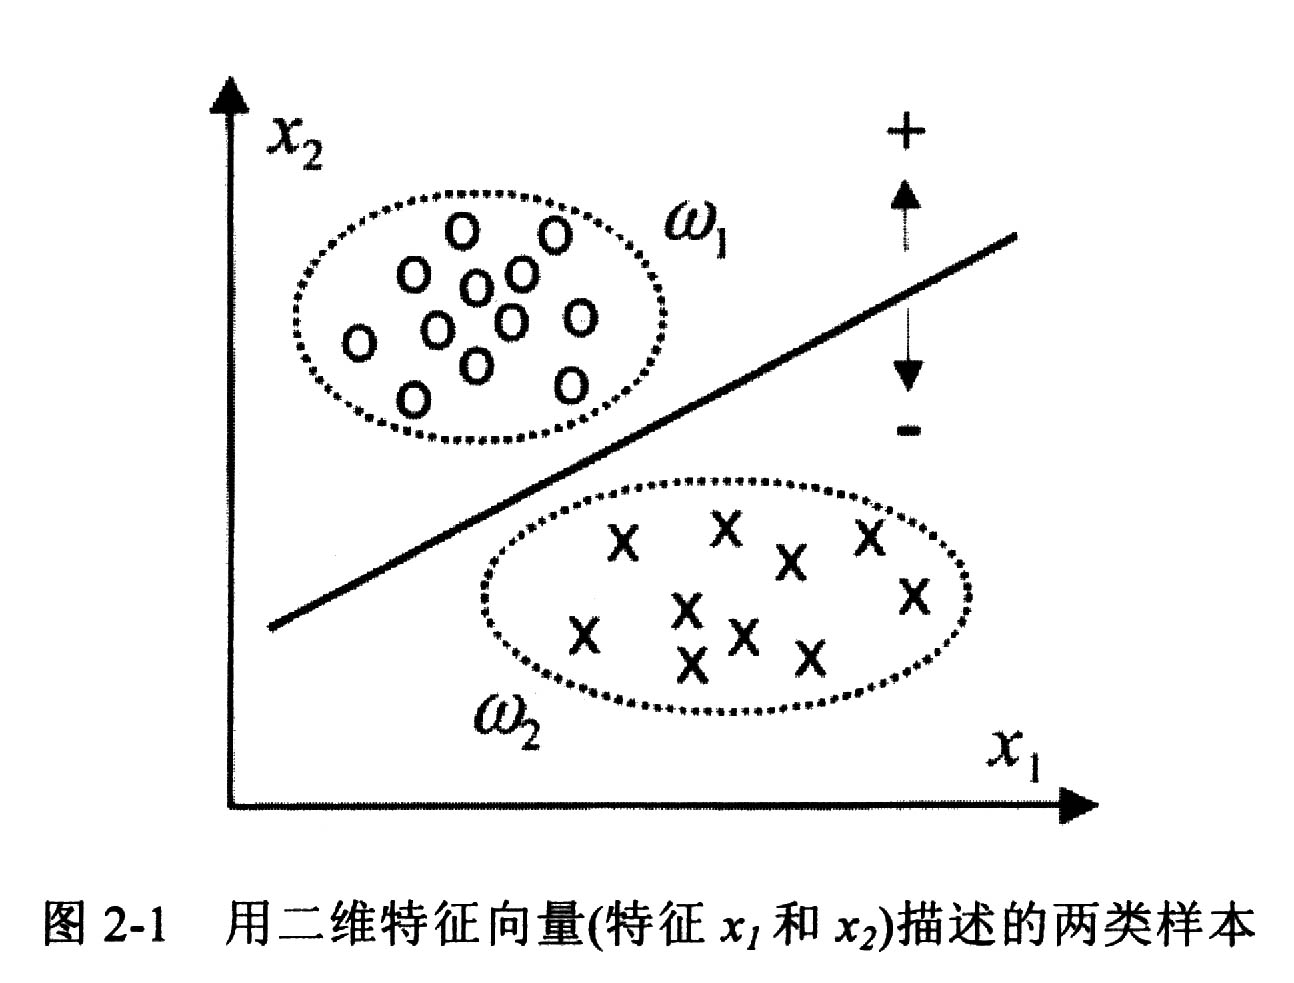 x₂
+
ω₁
-
ω₂
x₁
图 2-1 用二维特征向量(特征 x₁ 和 x₂)描述的两类样本